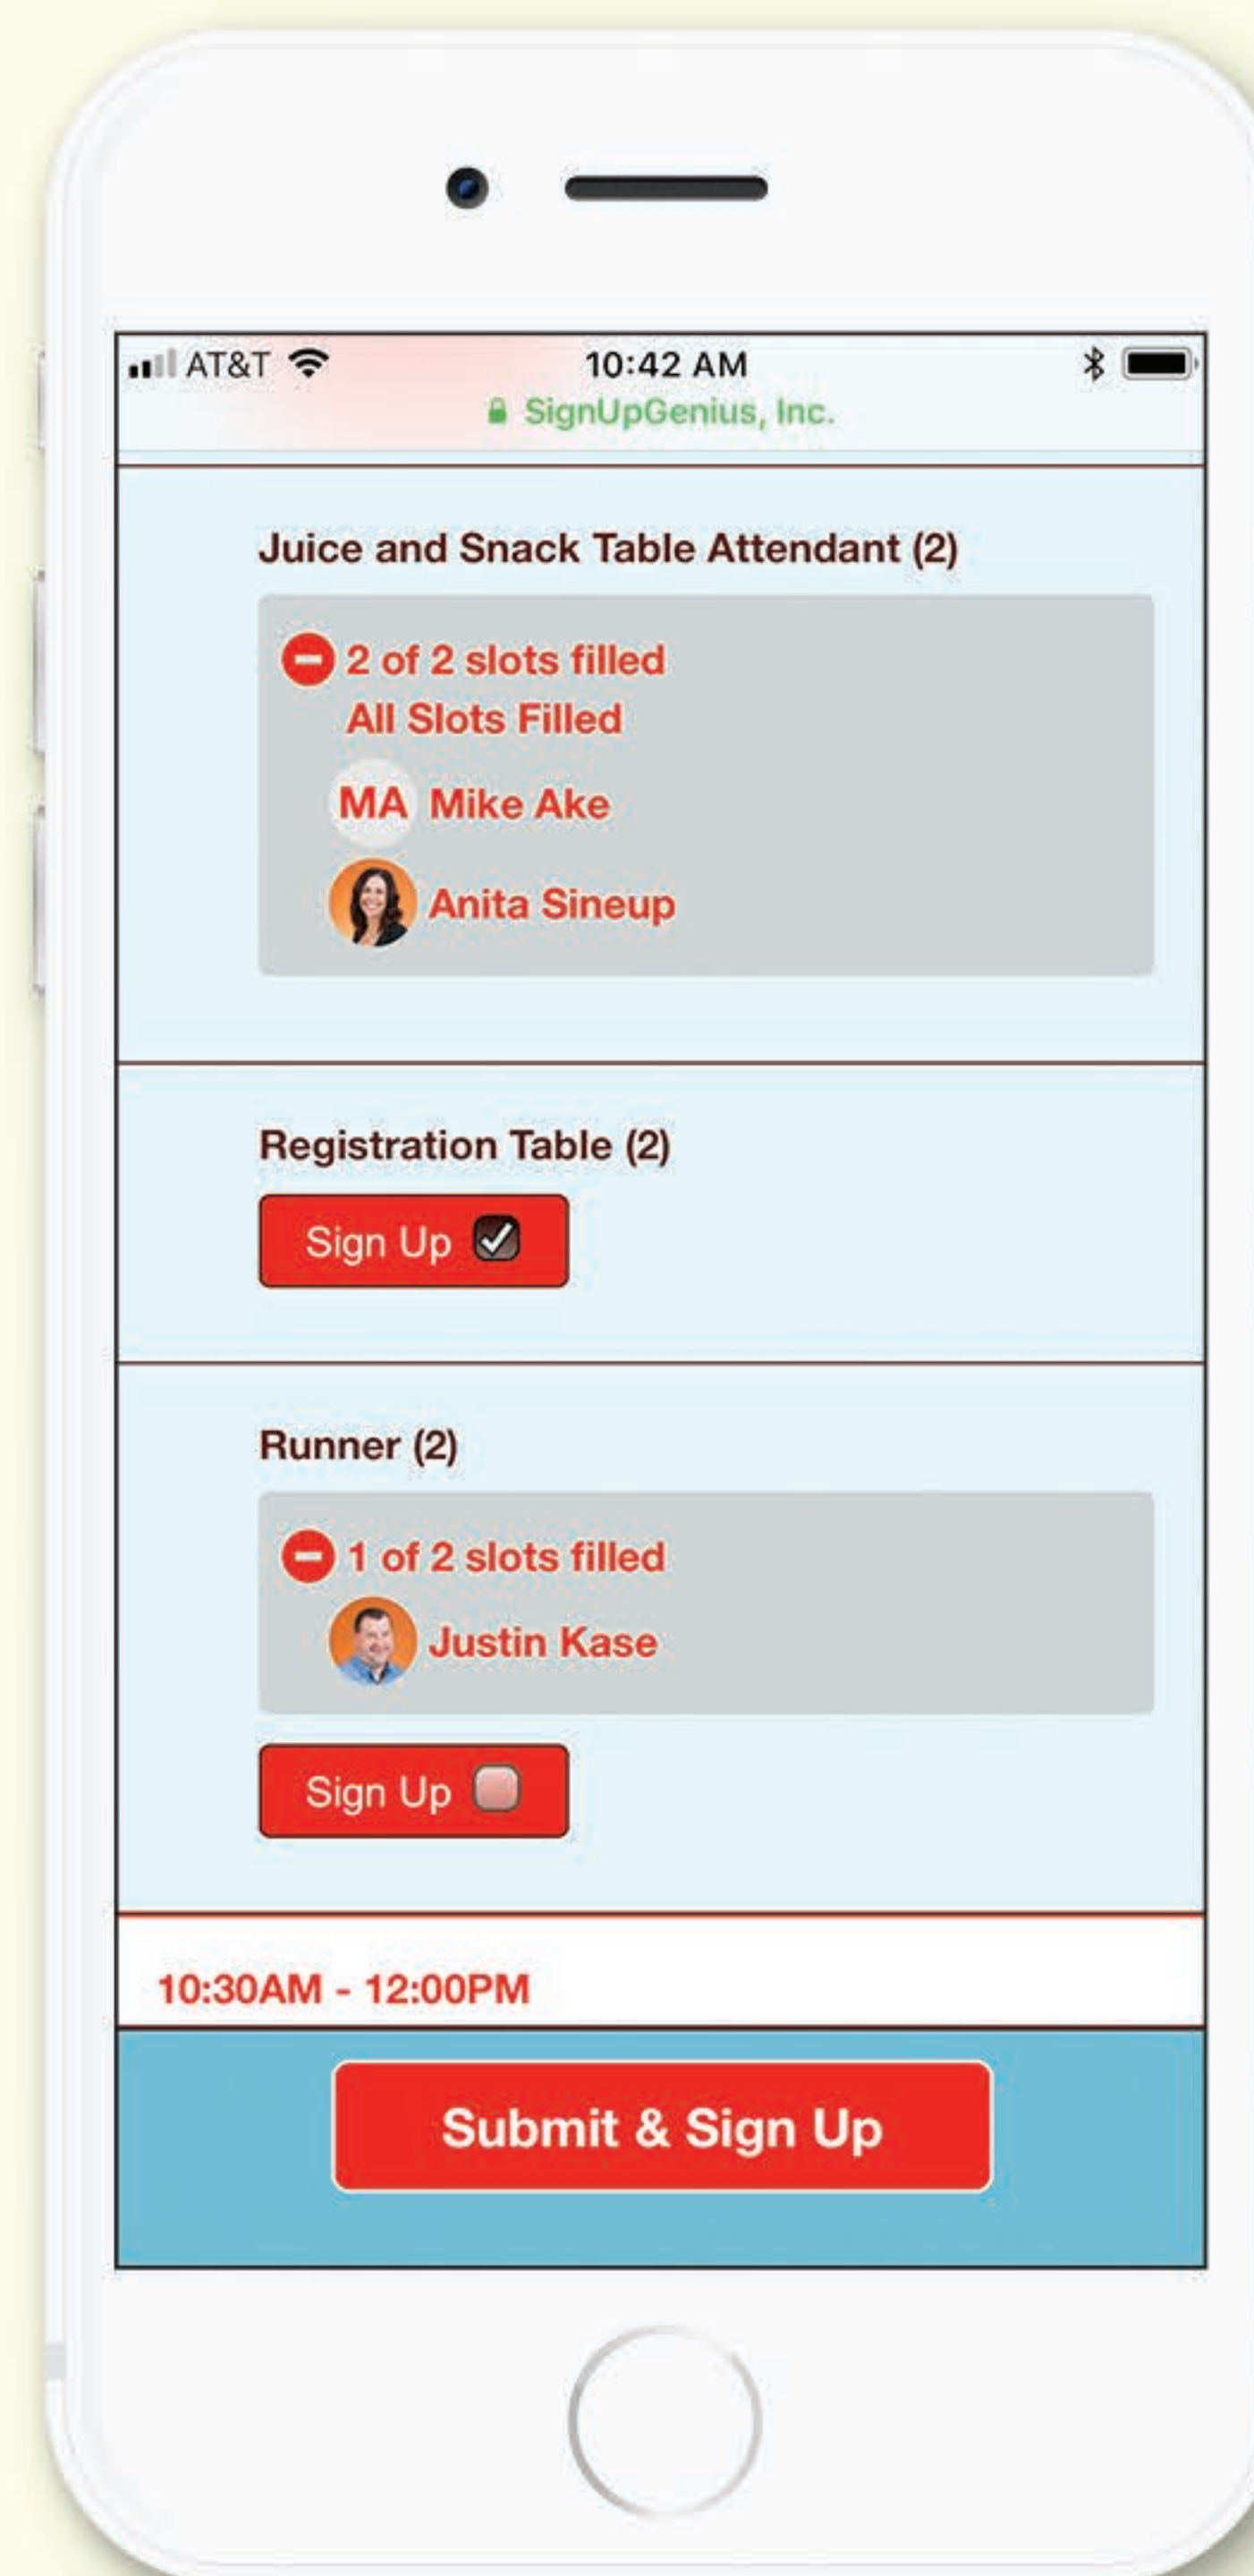 AT&T 10:42 AM
SignUpGenius, Inc.
Juice and Snack Table Attendant (2)
2 of 2 slots filled
All Slots Filled
MA Mike Ake
Anita Sineup
Registration Table (2)
Sign Up
Runner (2)
1 of 2 slots filled
Justin Kase
Sign Up
10:30AM - 12:00PM
Submit & Sign Up